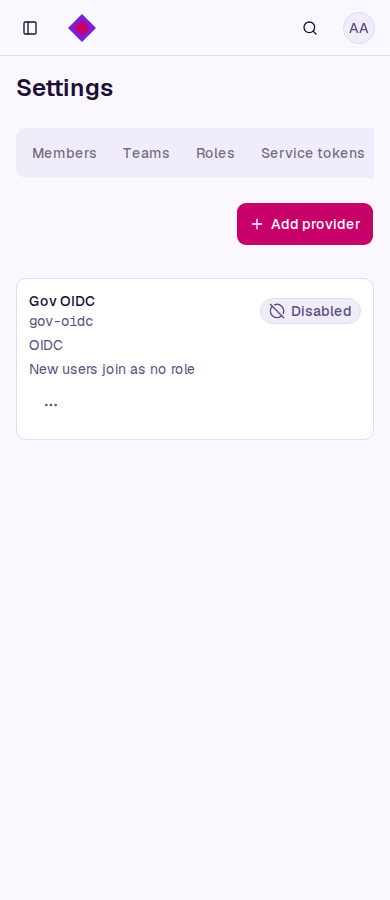 AA
Settings
Members Teams Roles Service tokens
+ Add provider
Gov OIDC
Disabled
gov-oidc
OIDC
New users join as no role
...